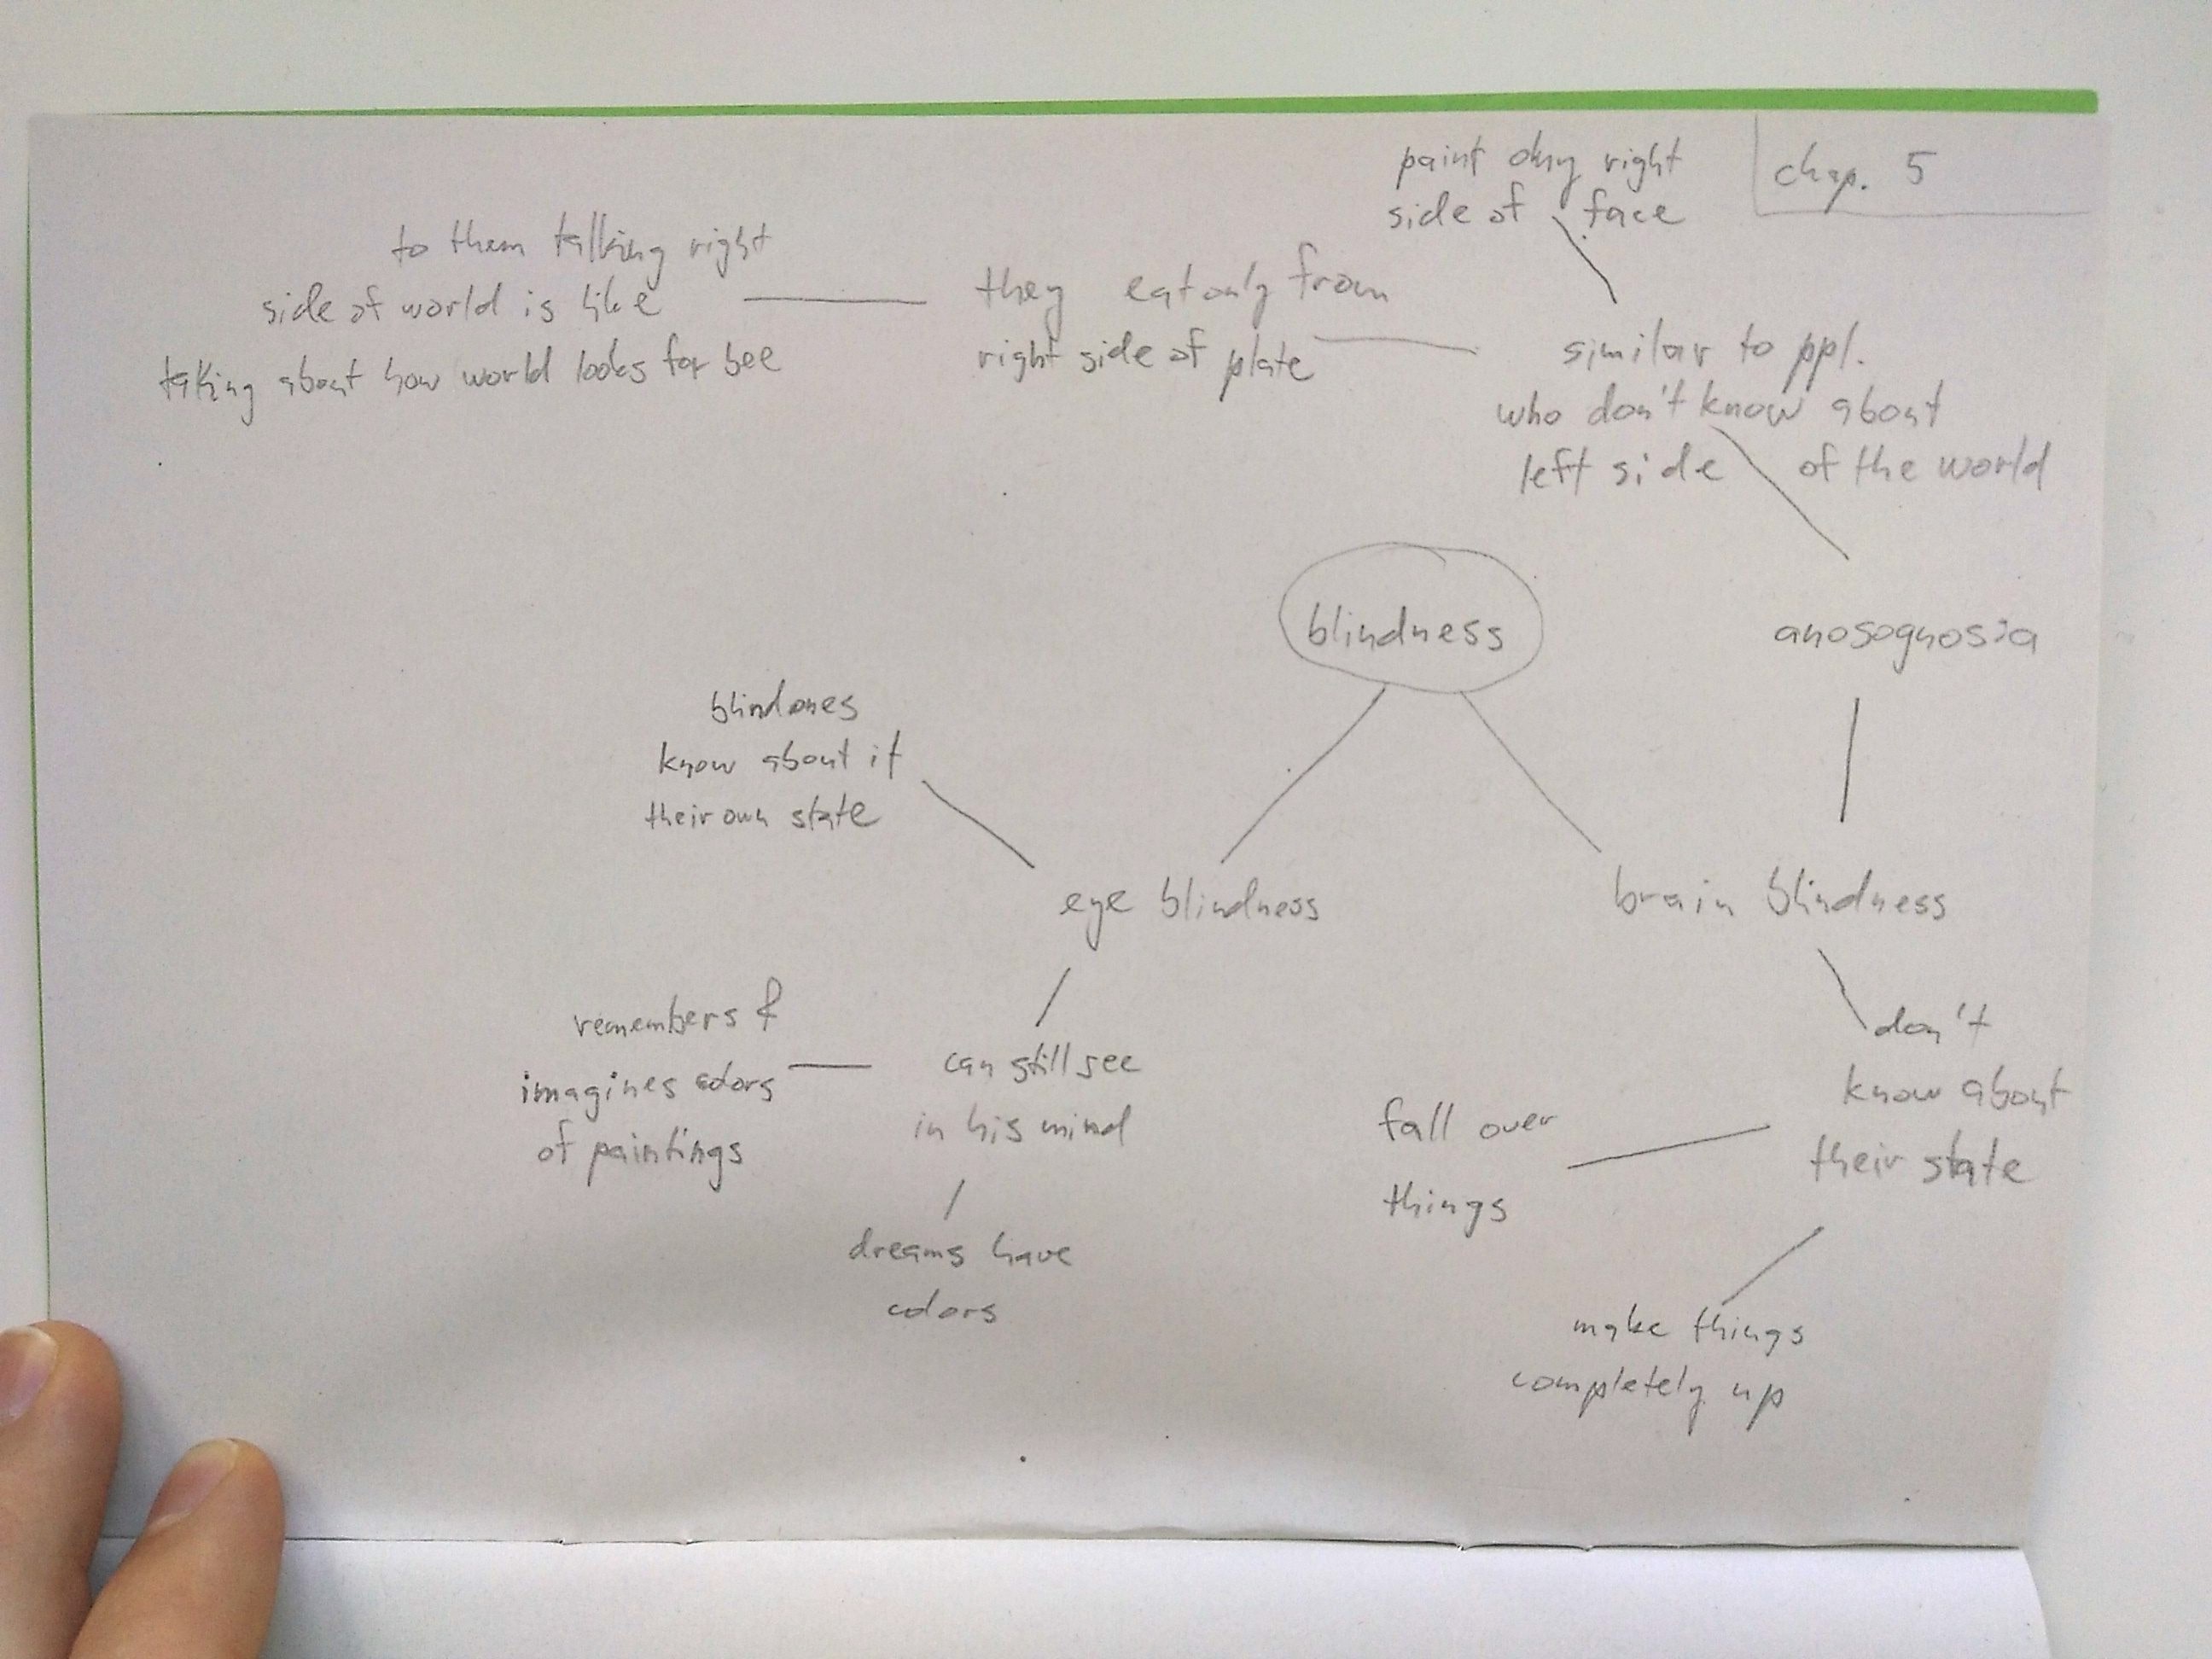 chap. 5
paint only right
side of face
to them talking right
side of world is like
taking about how world looks for bee
they eat only from
right side of plate
similar to ppl.
who don't know about
left side of the world
blindness
anosognosia
blind ones
know about it
their own state
eye blindness
brain blindness
remembers &
imagines colors
of paintings
can still see
in his mind
dreams have
colors
don't
know about
their state
fall over
things
make things
completely up